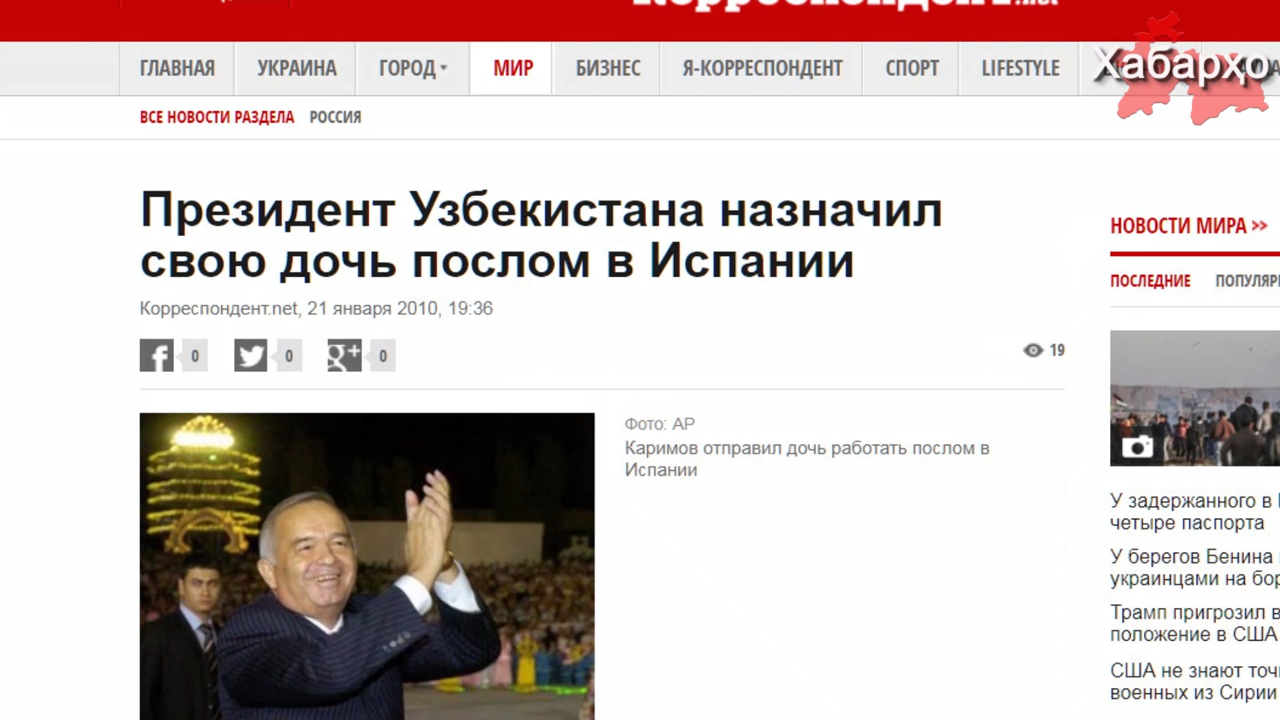 Корреспондент.net
ГЛАВНАЯ УКРАИНА ГОРОД МИР БИЗНЕС Я-КОРРЕСПОНДЕНТ СПОРТ LIFESTYLE
Хабарҳо
ВСЕ НОВОСТИ РАЗДЕЛА РОССИЯ
Президент Узбекистана назначил
свою дочь послом в Испании
Корреспондент.net, 21 января 2010, 19:36
f 0 0 g+ 0
19
Фото: AP
Каримов отправил дочь работать послом в
Испании
НОВОСТИ МИРА >>
ПОСЛЕДНИЕ
У задержанного в
четыре паспорта
У берегов Бенина
украинцами на
Трамп пригрозил
положение в США
США не знают
военных из Сирии